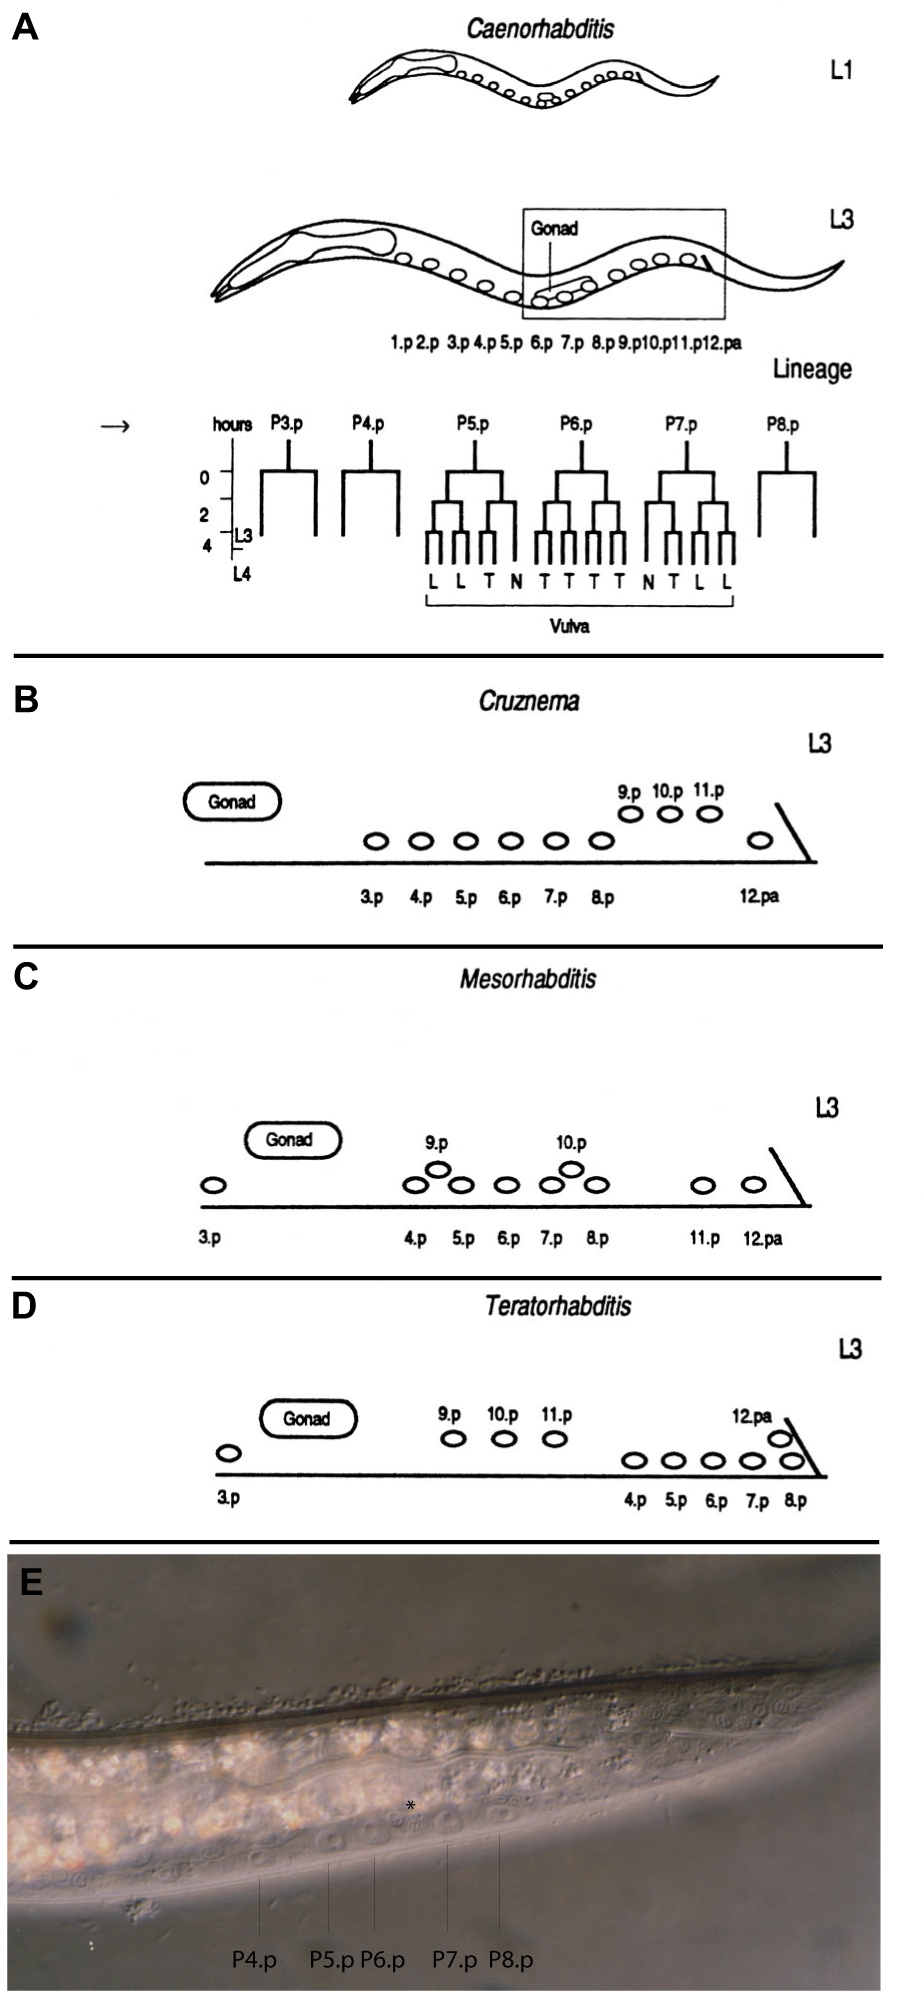 A
Caenorhabditis
L1
L3
Gonad
1.p 2.p 3.p 4.p 5.p 6.p 7.p 8.p 9.p10.p11.p12.pa
Lineage
→ hours P3.p P4.p P5.p P6.p P7.p P8.p
0
2
L3
4
L4
L L T N T T T T N T L L
Vulva
B
Cruznema
L3
9.p 10.p 11.p
Gonad
3.p 4.p 5.p 6.p 7.p 8.p 12.pa
C
Mesorhabditis
L3
Gonad 9.p 10.p
3.p 4.p 5.p 6.p 7.p 8.p 11.p 12.pa
D
Teratorhabditis
L3
Gonad 9.p 10.p 11.p 12.pa
3.p 4.p 5.p 6.p 7.p 8.p
E
*
P4.p P5.p P6.p P7.p P8.p